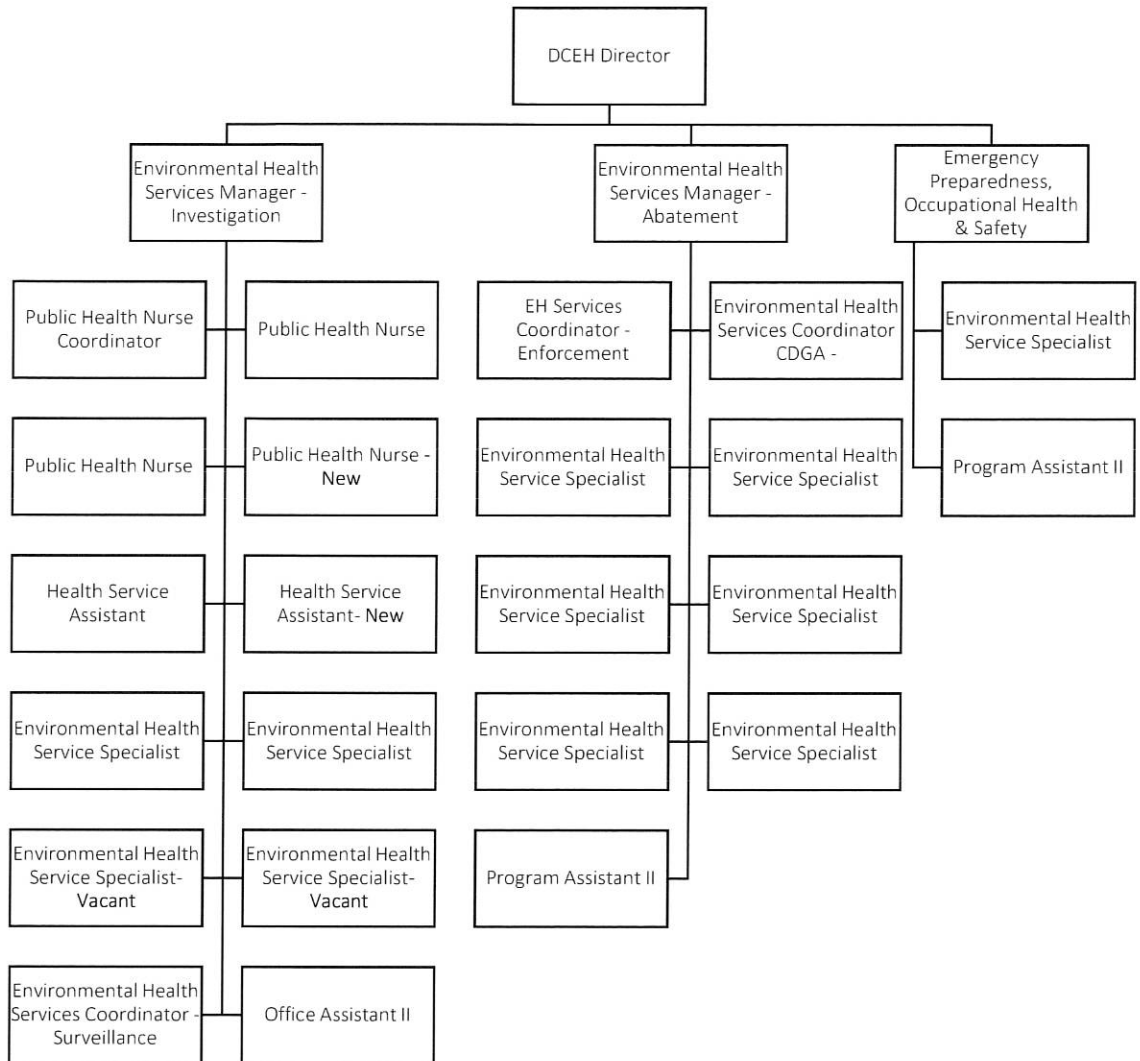 DCEH Director
Environmental Health
Services Manager -
Investigation
Environmental Health
Services Manager -
Abatement
Emergency
Preparedness,
Occupational Health
& Safety
Public Health Nurse
Coordinator
Public Health Nurse
EH Services
Coordinator -
Enforcement
Environmental Health
Services Coordinator
CDGA -
Environmental Health
Service Specialist
Public Health Nurse
Public Health Nurse -
New
Environmental Health
Service Specialist
Environmental Health
Service Specialist
Program Assistant II
Health Service
Assistant
Health Service
Assistant- New
Environmental Health
Service Specialist
Environmental Health
Service Specialist
Environmental Health
Service Specialist
Environmental Health
Service Specialist
Environmental Health
Service Specialist
Environmental Health
Service Specialist
Environmental Health
Service Specialist-
Vacant
Environmental Health
Service Specialist-
Vacant
Program Assistant II
Environmental Health
Services Coordinator -
Surveillance
Office Assistant II